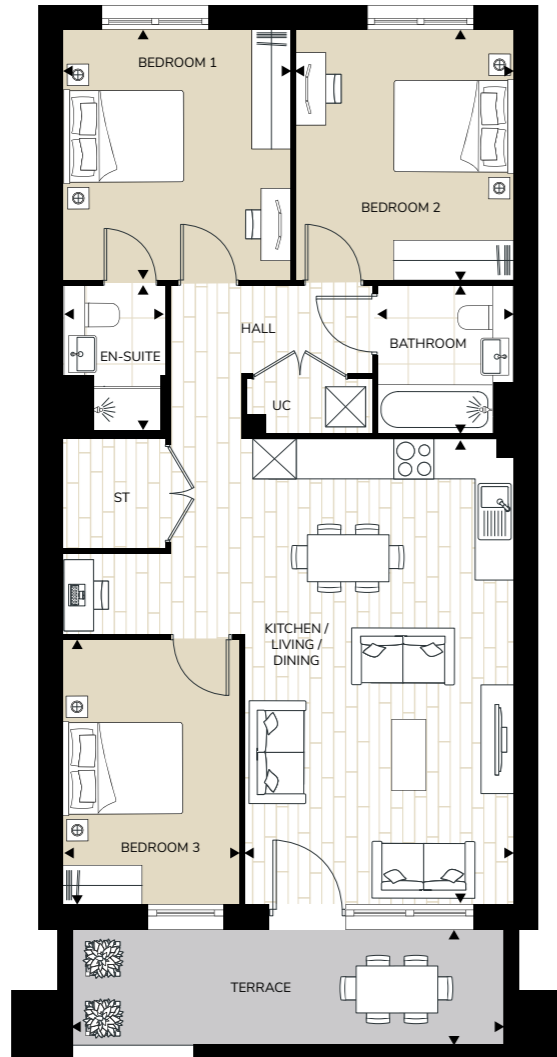 BEDROOM 1
BEDROOM 2
HALL
EN-SUITE
BATHROOM
UC
ST
KITCHEN /
LIVING /
DINING
BEDROOM 3
TERRACE